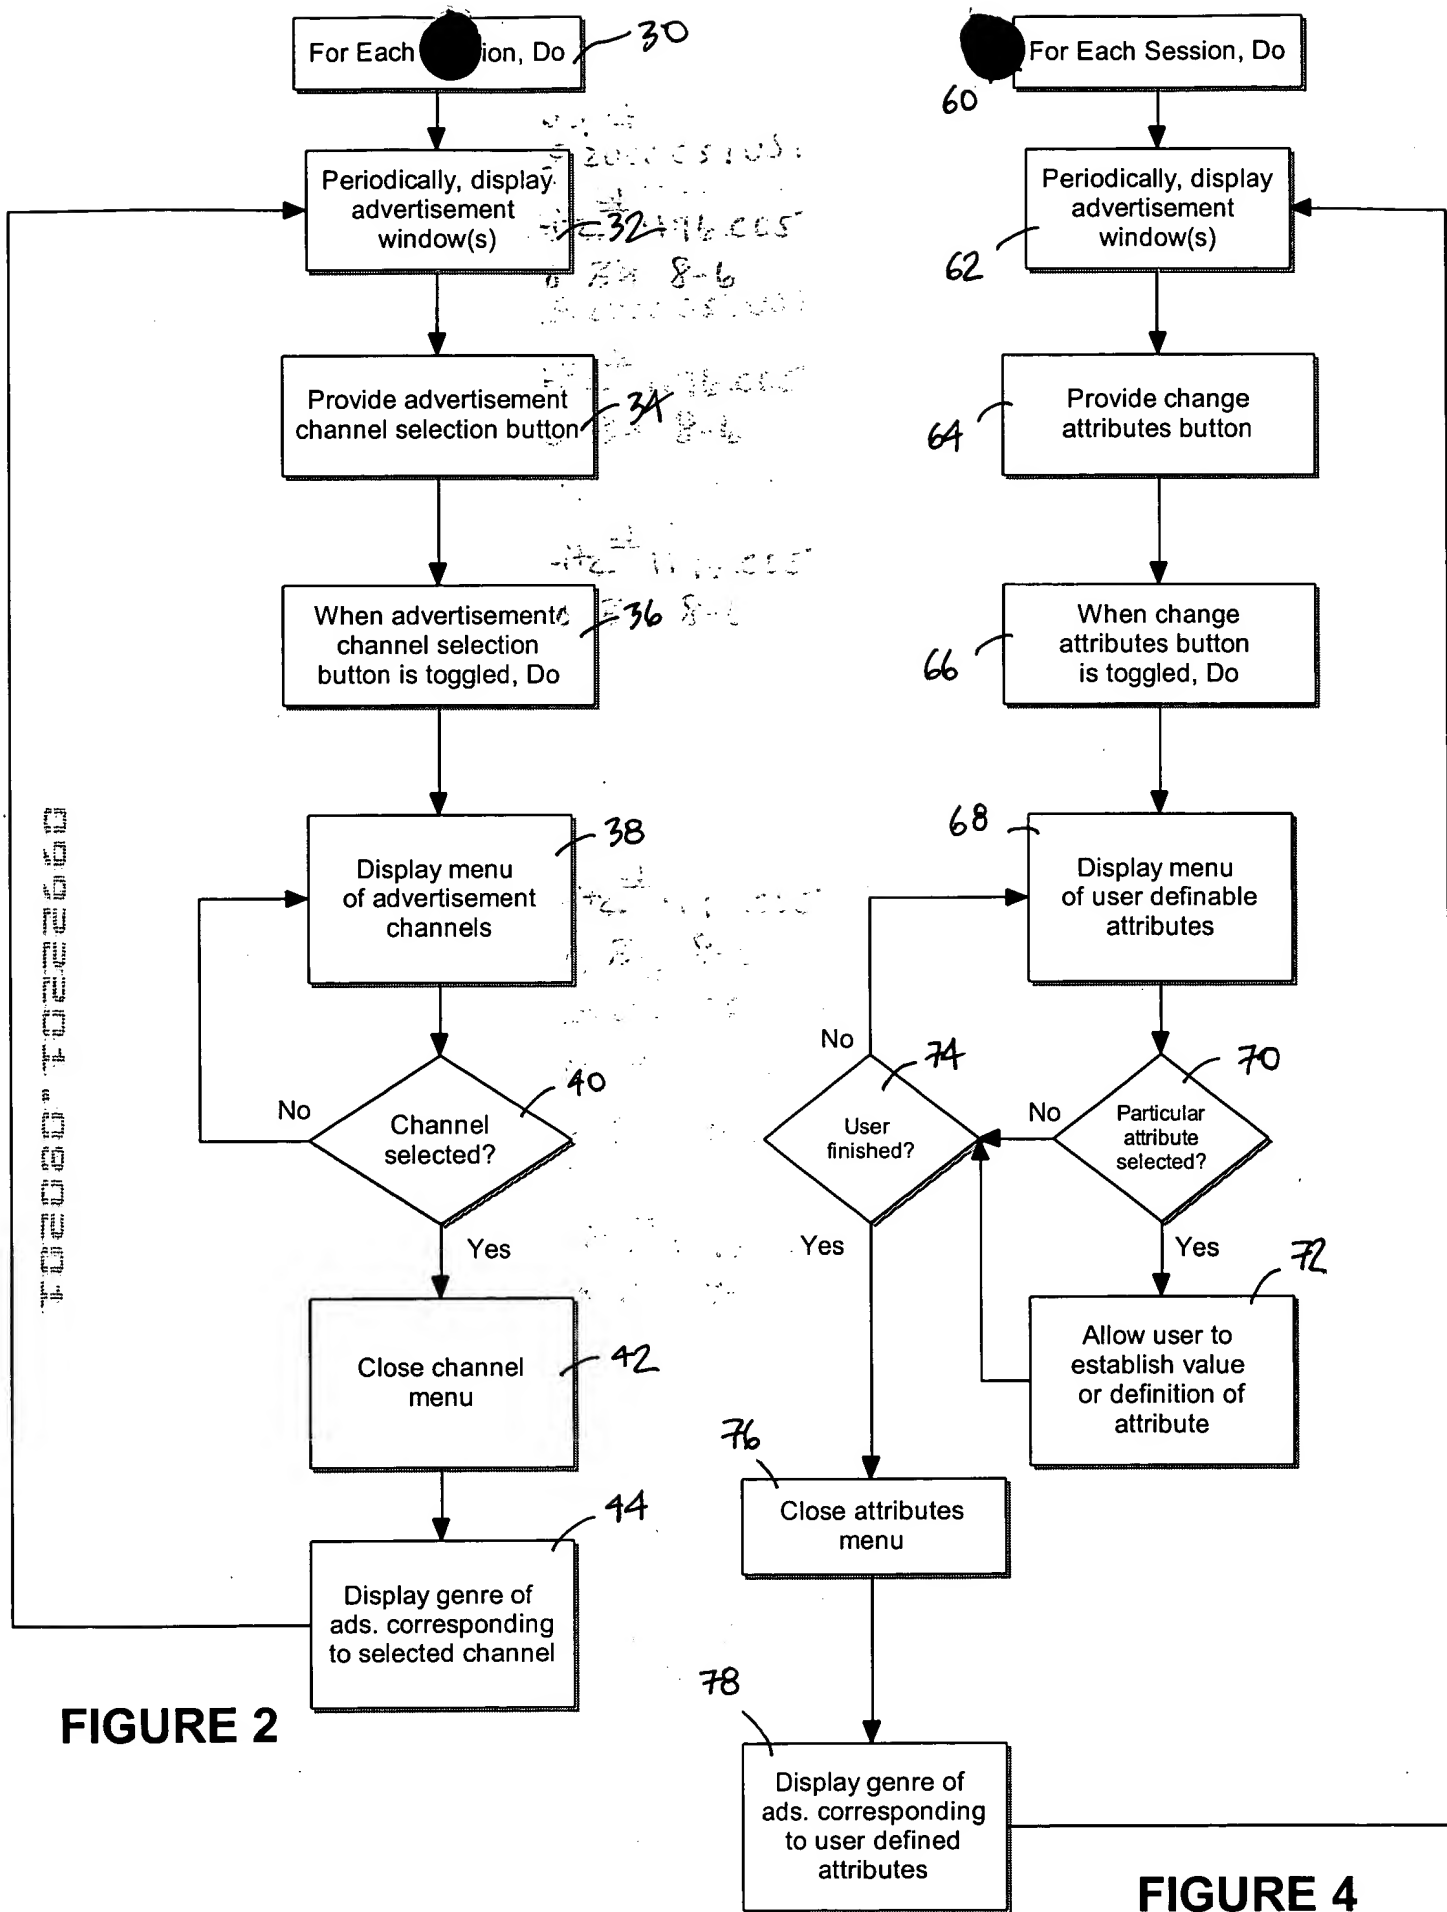 For Each ion, Do
30
Periodically, display
advertisement
window(s)
32
Provide advertisement
channel selection button
34
When advertisement
channel selection
button is toggled, Do
36
Display menu
of advertisement
channels
38
Channel
selected?
40
No
Yes
Close channel
menu
42
Display genre of
ads. corresponding
to selected channel
44
FIGURE 2
09922201.080201
For Each Session, Do
60
Periodically, display
advertisement
window(s)
62
Provide change
attributes button
64
When change
attributes button
is toggled, Do
66
Display menu
of user definable
attributes
68
Particular
attribute
selected?
70
No
Yes
Allow user to
establish value
or definition of
attribute
72
User
finished?
74
No
Yes
Close attributes
menu
76
Display genre of
ads. corresponding
to user defined
attributes
78
FIGURE 4